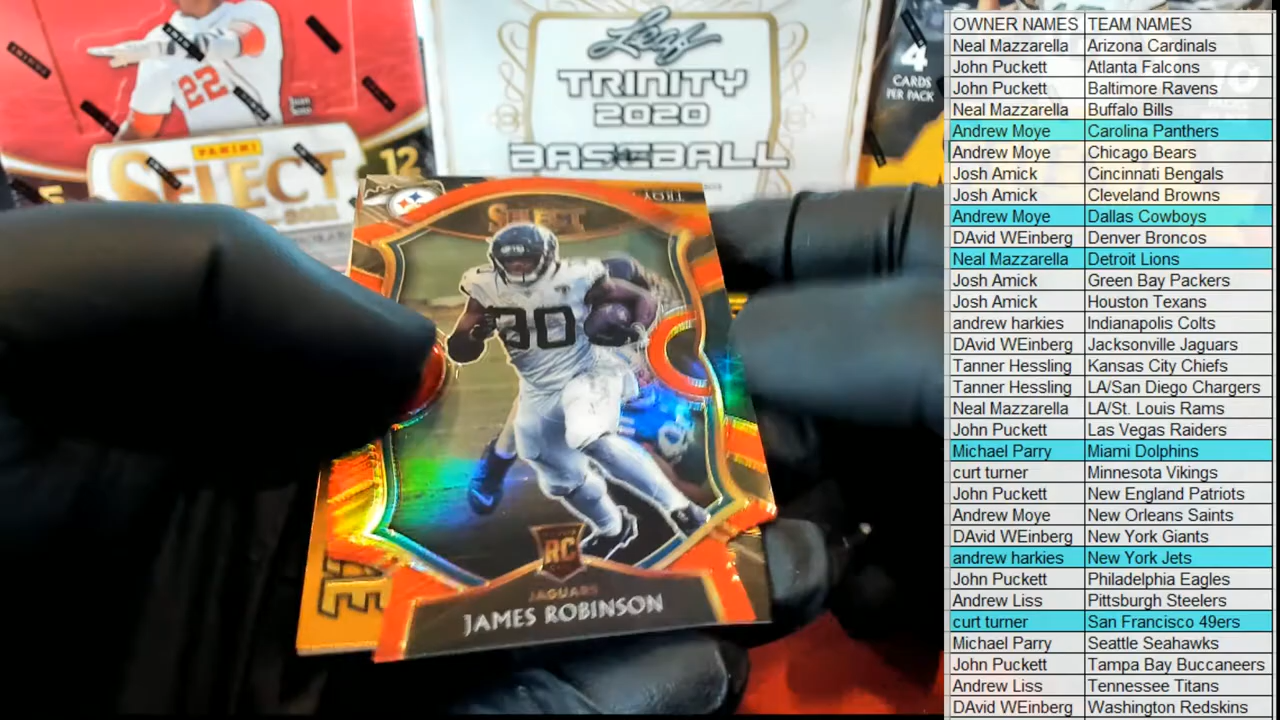 22
PANINI
SELECT
12
Leaf
TRINITY
2020
BASEBALL
4
CARDS
PER PACK
10
SELECT
30
RC
JAGUARS
JAMES ROBINSON
OWNER NAMES TEAM NAMES
Neal Mazzarella Arizona Cardinals
John Puckett Atlanta Falcons
John Puckett Baltimore Ravens
Neal Mazzarella Buffalo Bills
Andrew Moye Carolina Panthers
Andrew Moye Chicago Bears
Josh Amick Cincinnati Bengals
Josh Amick Cleveland Browns
Andrew Moye Dallas Cowboys
DAvid WEinberg Denver Broncos
Neal Mazzarella Detroit Lions
Josh Amick Green Bay Packers
Josh Amick Houston Texans
andrew harkies Indianapolis Colts
DAvid WEinberg Jacksonville Jaguars
Tanner Hessling Kansas City Chiefs
Tanner Hessling LA/San Diego Chargers
Neal Mazzarella LA/St. Louis Rams
John Puckett Las Vegas Raiders
Michael Parry Miami Dolphins
curt turner Minnesota Vikings
John Puckett New England Patriots
Andrew Moye New Orleans Saints
DAvid WEinberg New York Giants
andrew harkies New York Jets
John Puckett Philadelphia Eagles
Andrew Liss Pittsburgh Steelers
curt turner San Francisco 49ers
Michael Parry Seattle Seahawks
John Puckett Tampa Bay Buccaneers
Andrew Liss Tennessee Titans
DAvid WEinberg Washington Redskins